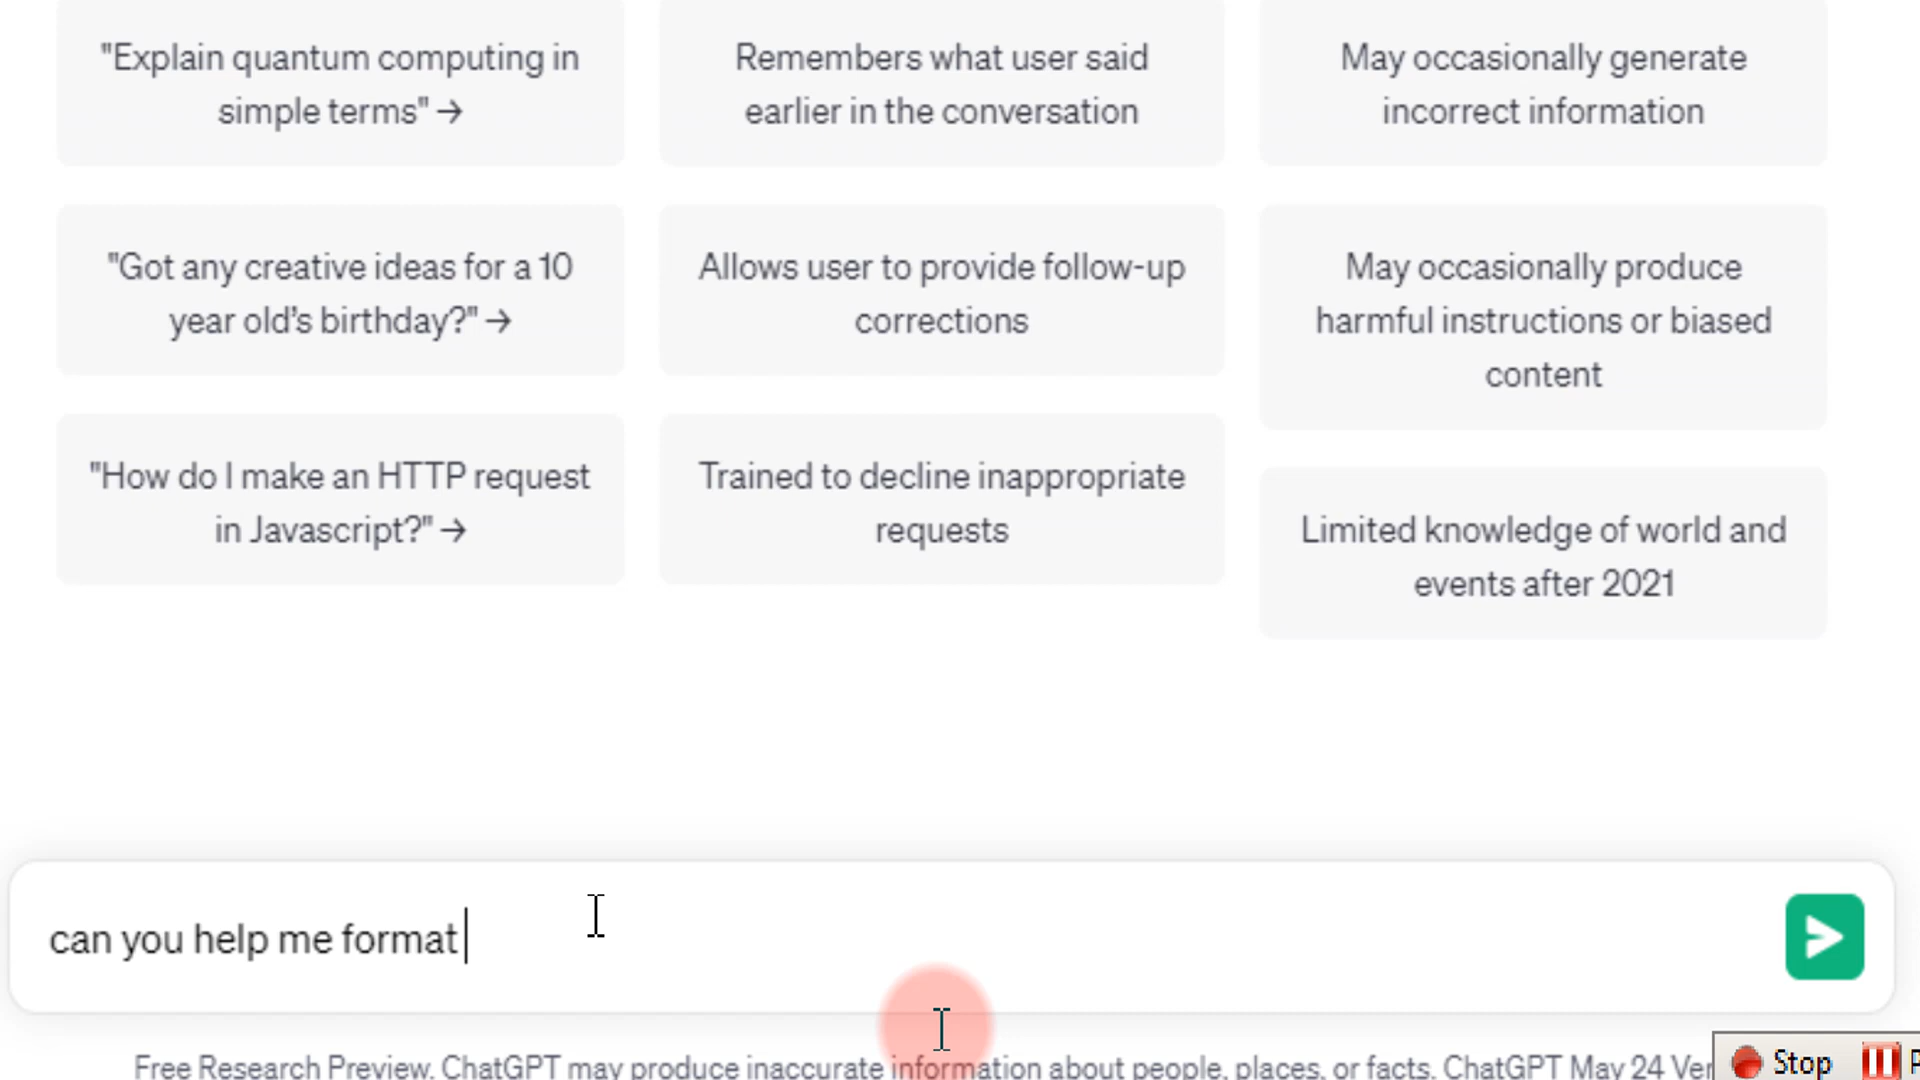 "Explain quantum computing in
simple terms" →
"Got any creative ideas for a 10
year old's birthday?" →
"How do I make an HTTP request
in Javascript?" →
Remembers what user said
earlier in the conversation
Allows user to provide follow-up
corrections
Trained to decline inappropriate
requests
May occasionally generate
incorrect information
May occasionally produce
harmful instructions or biased
content
Limited knowledge of world and
events after 2021
can you help me format
Free Research Preview. ChatGPT may produce inaccurate information about people, places, or facts. ChatGPT May 24 Ver
Stop
P